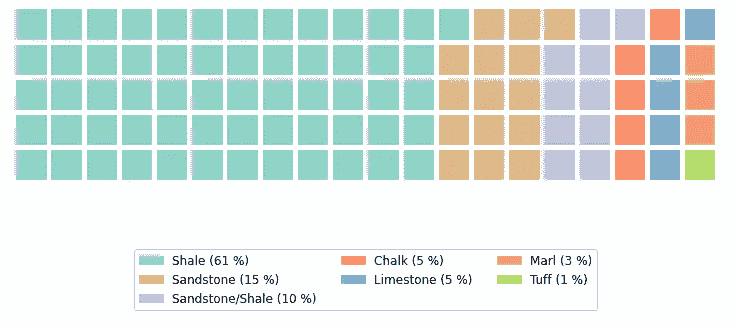 Shale (61 %)
Sandstone (15 %)
Sandstone/Shale (10 %)
Chalk (5 %)
Limestone (5 %)
Marl (3 %)
Tuff (1 %)